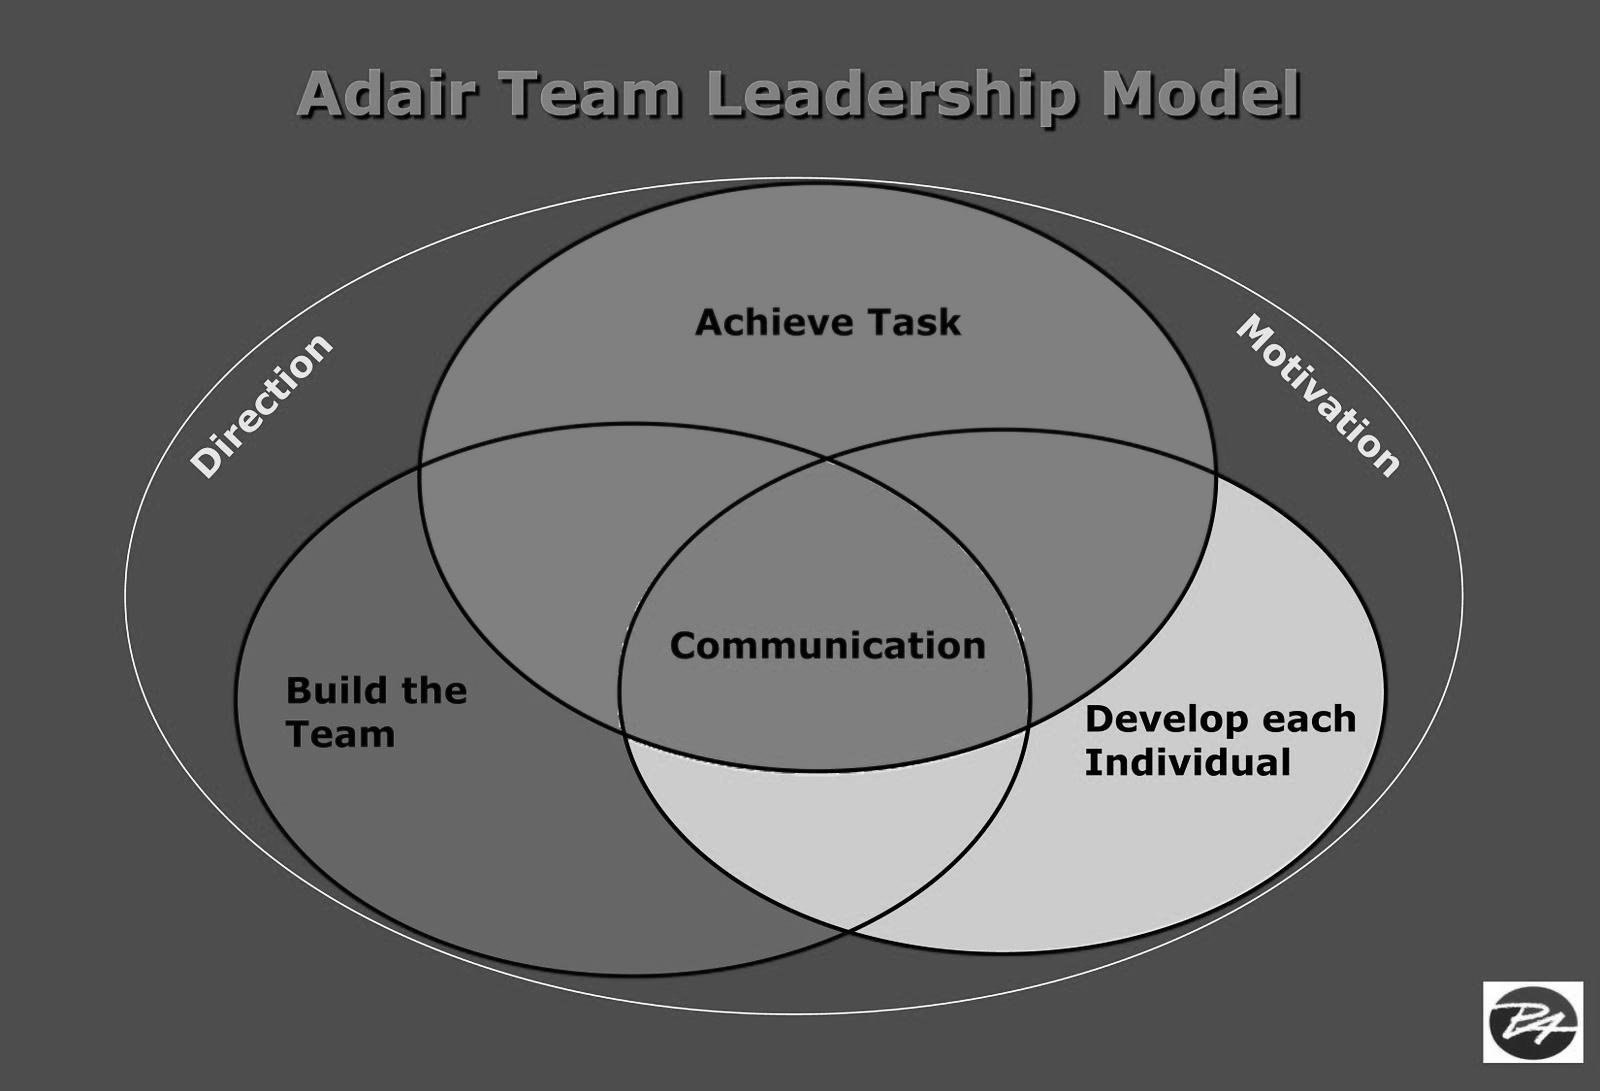 Adair Team Leadership Model
Direction
Motivation
Achieve Task
Communication
Build the
Team
Develop each
Individual